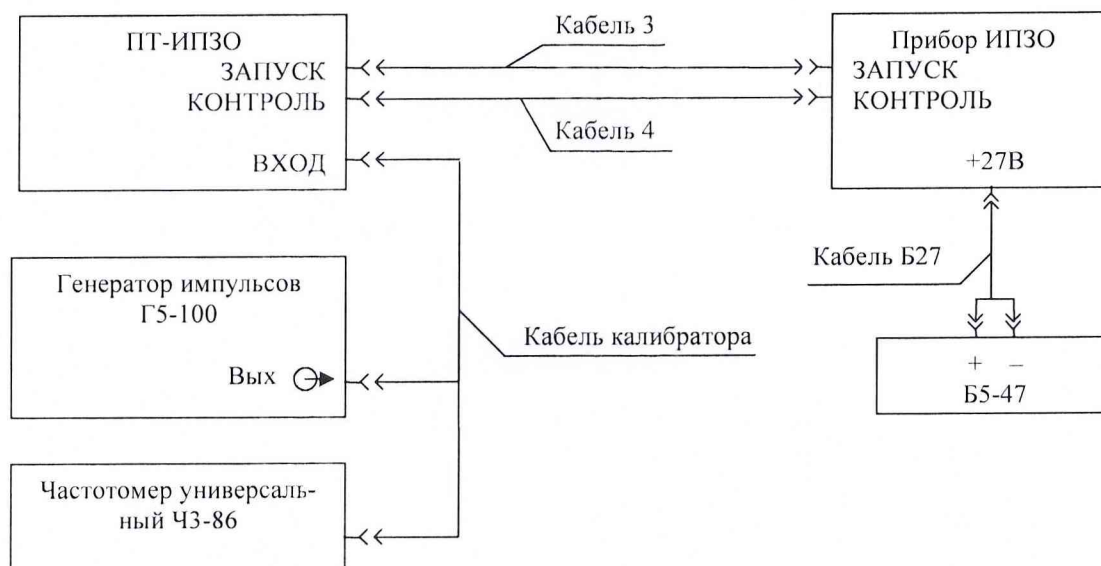 ПТ-ИПЗО
ЗАПУСК
КОНТРОЛЬ
ВХОД
Кабель 3
Кабель 4
Прибор ИПЗО
ЗАПУСК
КОНТРОЛЬ
+27В
Кабель Б27
Генератор импульсов
Г5-100
Вых
Кабель калибратора
+ –
Б5-47
Частотомер универсаль-
ный ЧЗ-86